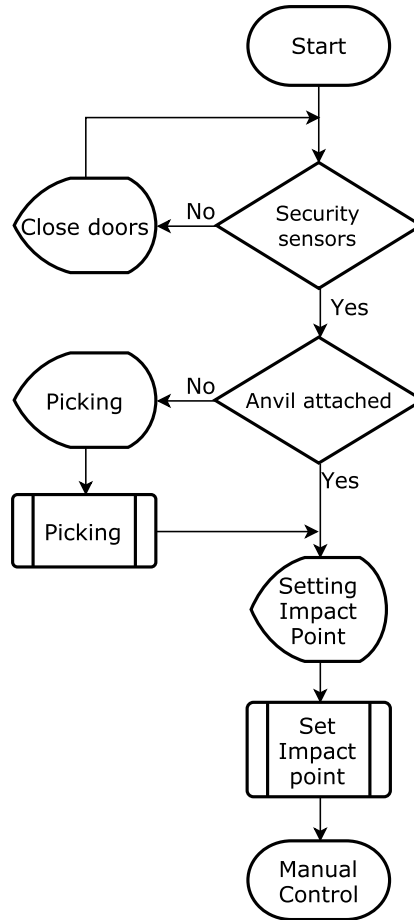 Start
Security
sensors
No
Close doors
Yes
Anvil attached
No
Picking
Yes
Picking
Setting
Impact
Point
Set
Impact
point
Manual
Control